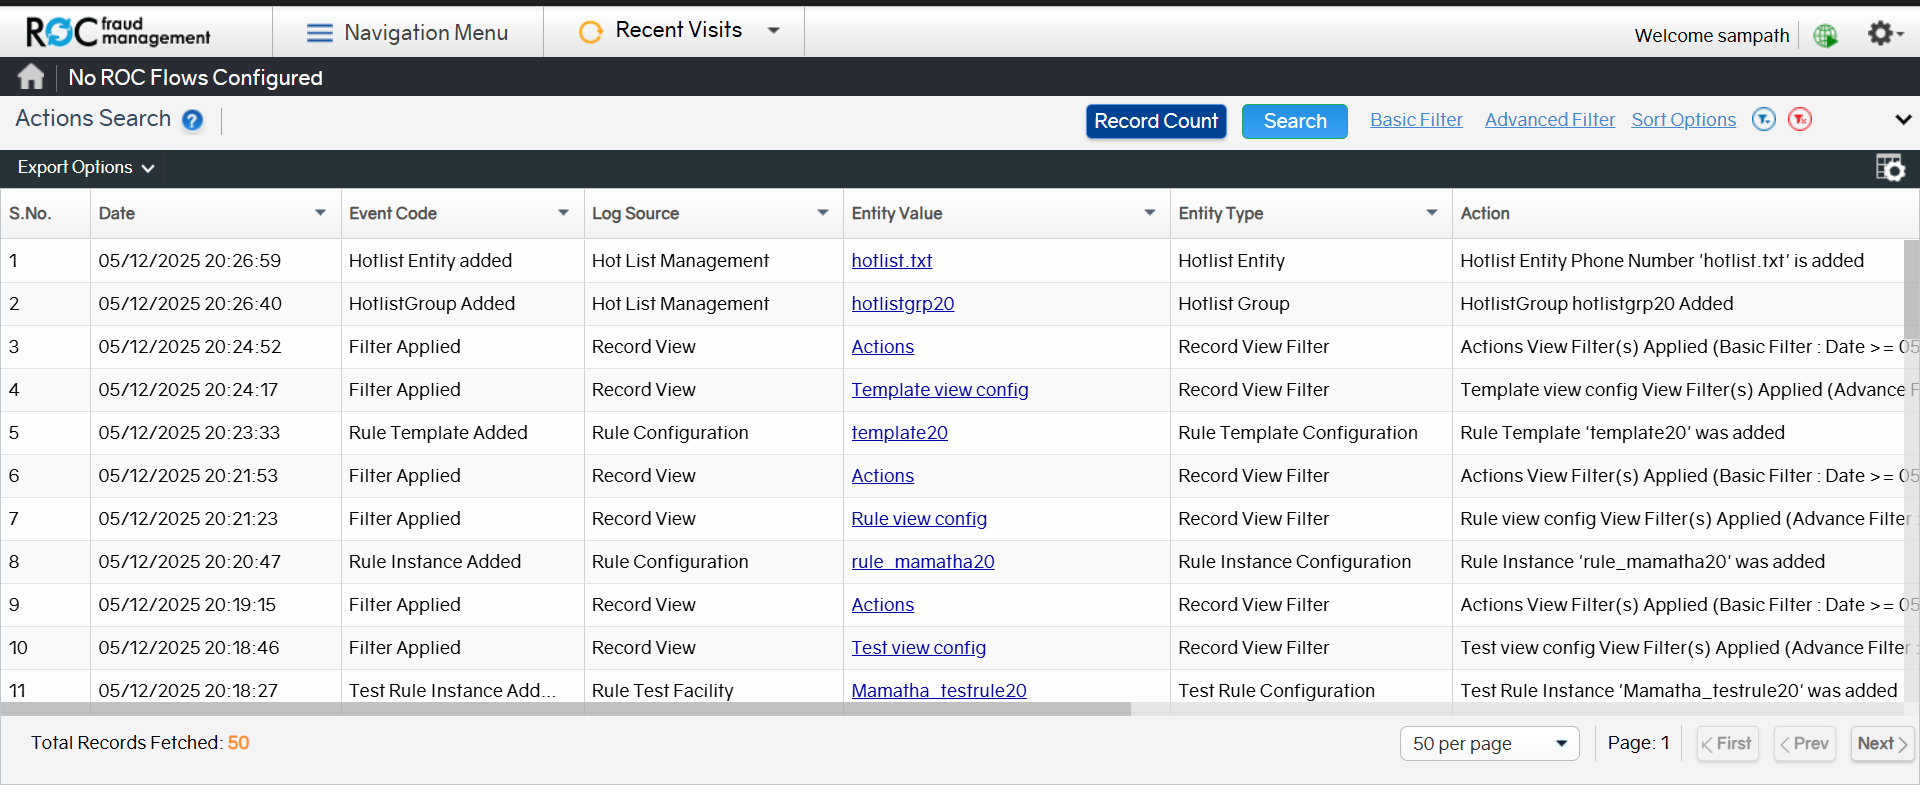 ROC fraud management
Navigation Menu
Recent Visits
Welcome sampath
No ROC Flows Configured
Actions Search ?
Record Count Search Basic Filter Advanced Filter Sort Options
Export Options
S.No. Date Event Code Log Source Entity Value Entity Type Action
1 05/12/2025 20:26:59 Hotlist Entity added Hot List Management hotlist.txt Hotlist Entity Hotlist Entity Phone Number 'hotlist.txt' is added
2 05/12/2025 20:26:40 HotlistGroup Added Hot List Management hotlistgrp20 Hotlist Group HotlistGroup hotlistgrp20 Added
3 05/12/2025 20:24:52 Filter Applied Record View Actions Record View Filter Actions View Filter(s) Applied (Basic Filter : Date >= 05
4 05/12/2025 20:24:17 Filter Applied Record View Template view config Record View Filter Template view config View Filter(s) Applied (Advance F
5 05/12/2025 20:23:33 Rule Template Added Rule Configuration template20 Rule Template Configuration Rule Template 'template20' was added
6 05/12/2025 20:21:53 Filter Applied Record View Actions Record View Filter Actions View Filter(s) Applied (Basic Filter : Date >= 05
7 05/12/2025 20:21:23 Filter Applied Record View Rule view config Record View Filter Rule view config View Filter(s) Applied (Advance Filter :
8 05/12/2025 20:20:47 Rule Instance Added Rule Configuration rule_mamatha20 Rule Instance Configuration Rule Instance 'rule_mamatha20' was added
9 05/12/2025 20:19:15 Filter Applied Record View Actions Record View Filter Actions View Filter(s) Applied (Basic Filter : Date >= 05
10 05/12/2025 20:18:46 Filter Applied Record View Test view config Record View Filter Test view config View Filter(s) Applied (Advance Filter :
11 05/12/2025 20:18:27 Test Rule Instance Add... Rule Test Facility Mamatha_testrule20 Test Rule Configuration Test Rule Instance 'Mamatha_testrule20' was added
Total Records Fetched: 50
50 per page Page: 1 First Prev Next